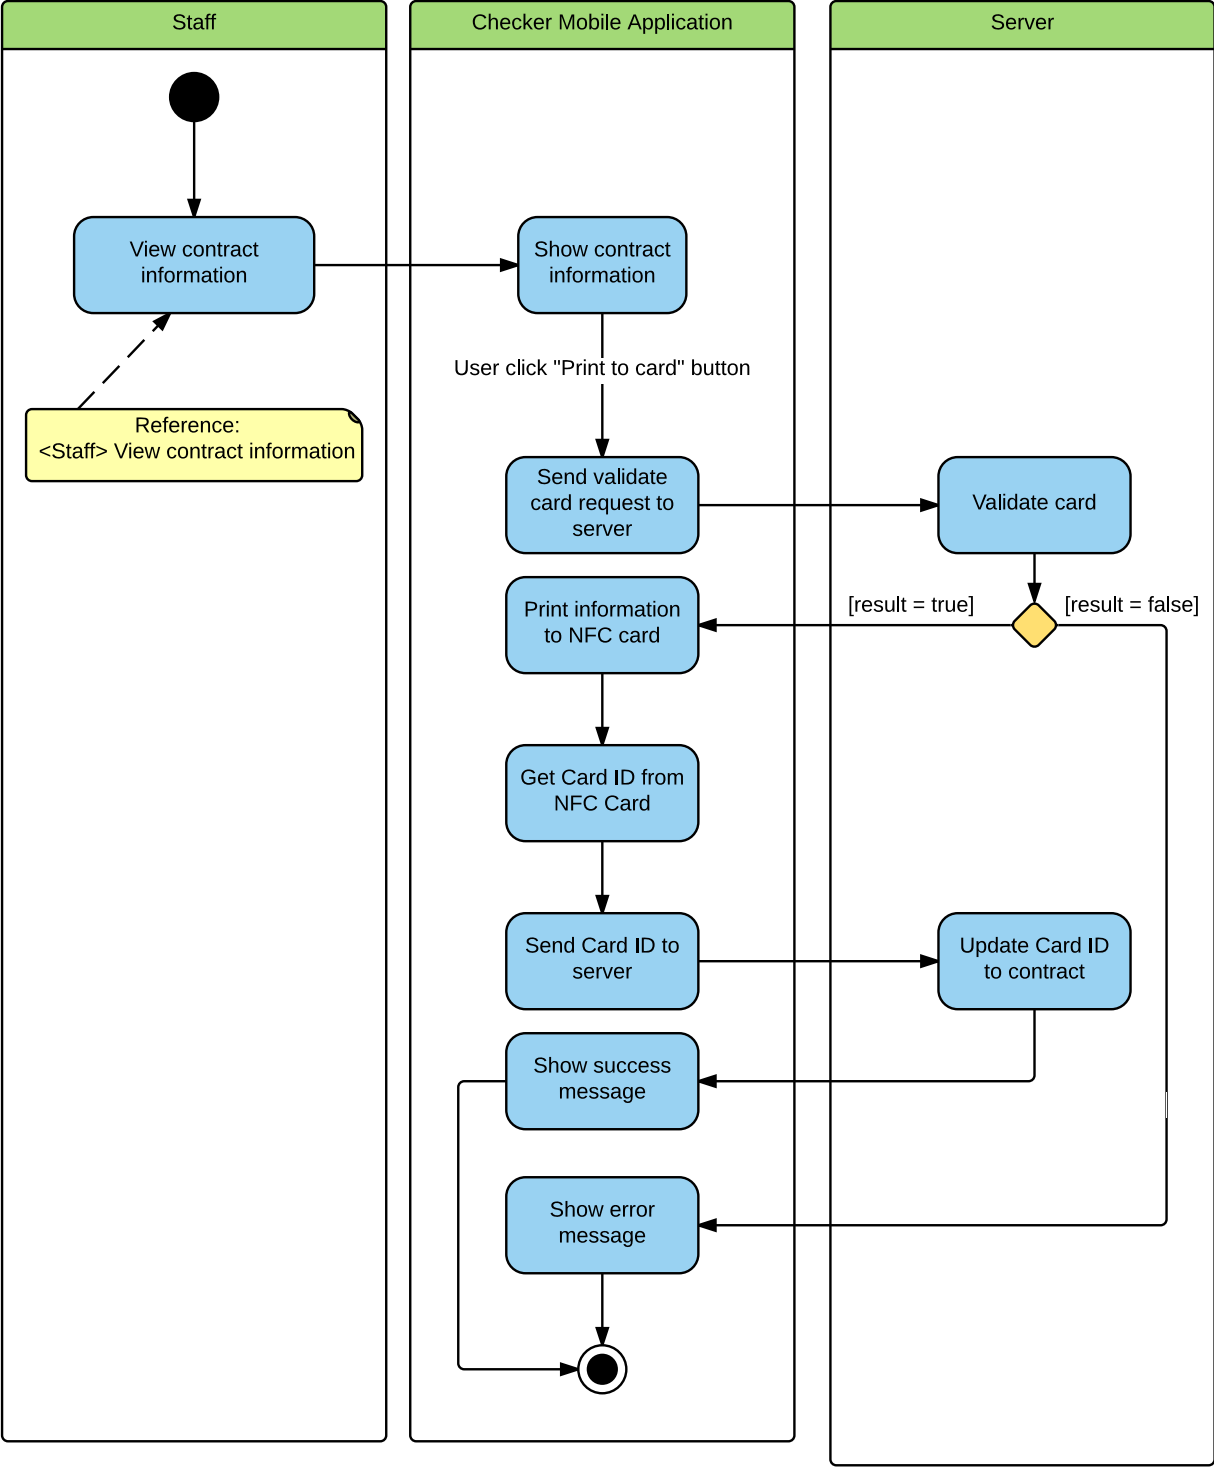 Staff
Checker Mobile Application
Server
View contract
information
Show contract
information
User click "Print to card" button
Reference:
<Staff> View contract information
Send validate
card request to
server
Validate card
[result = true]
[result = false]
Print information
to NFC card
Get Card ID from
NFC Card
Send Card ID to
server
Update Card ID
to contract
Show success
message
Show error
message